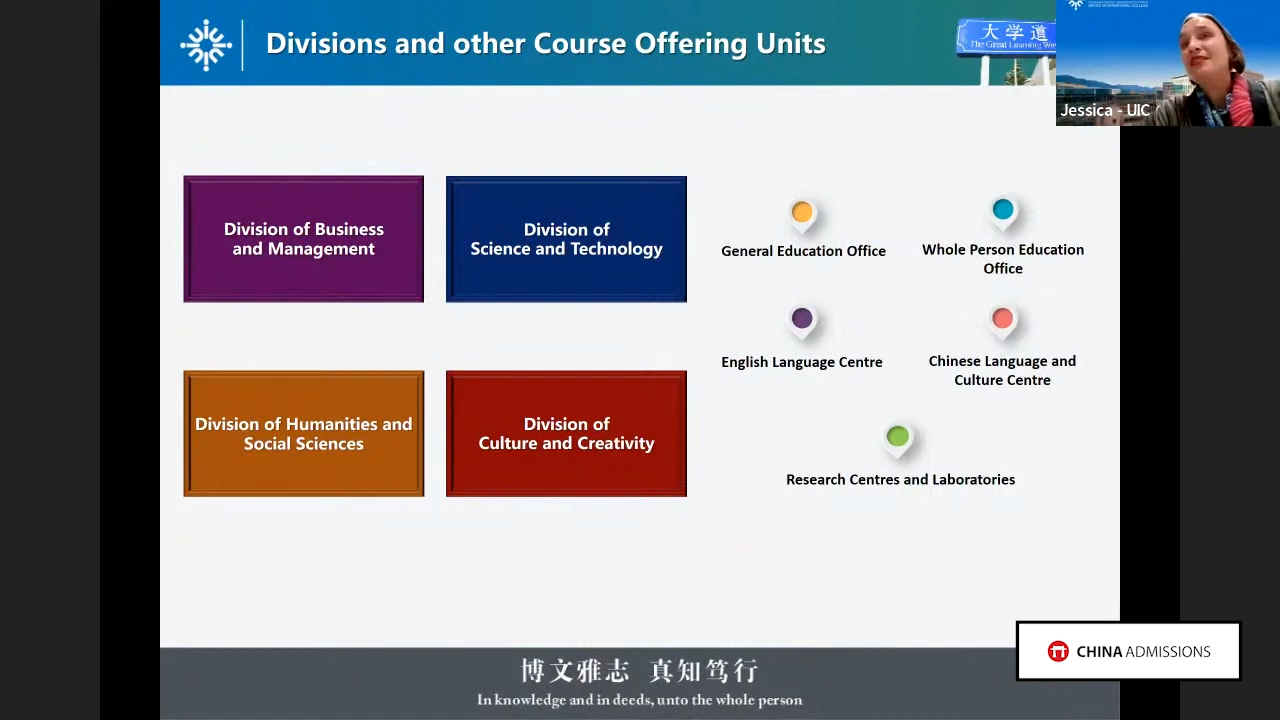 Divisions and other Course Offering Units
大学道
The Great Learning Way
UNITED INTERNATIONAL COLLEGE
Jessica - UIC
Division of Business
and Management
Division of
Science and Technology
General Education Office
Whole Person Education
Office
English Language Centre
Chinese Language and
Culture Centre
Division of Humanities and
Social Sciences
Division of
Culture and Creativity
Research Centres and Laboratories
CHINA ADMISSIONS
博文雅志 真知笃行
In knowledge and in deeds, unto the whole person